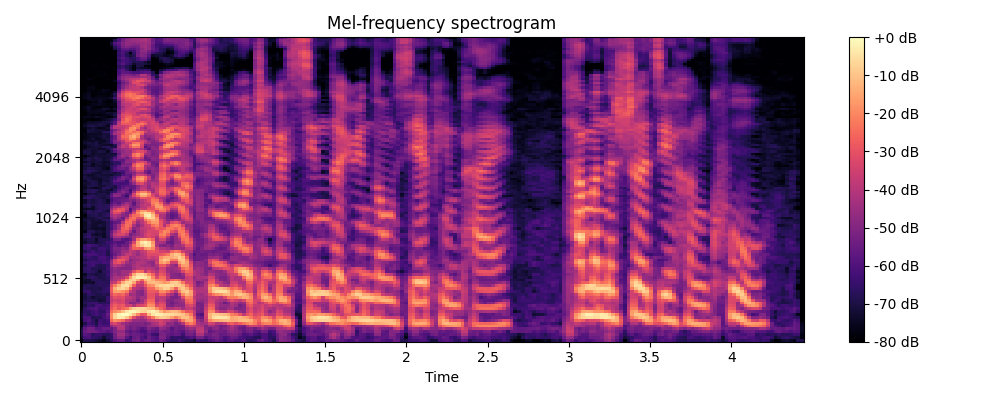 Mel-frequency spectrogram
+0 dB
-10 dB
-20 dB
-30 dB
-40 dB
-50 dB
-60 dB
-70 dB
-80 dB
4096
2048
1024
512
0
Hz
0 0.5 1 1.5 2 2.5 3 3.5 4
Time